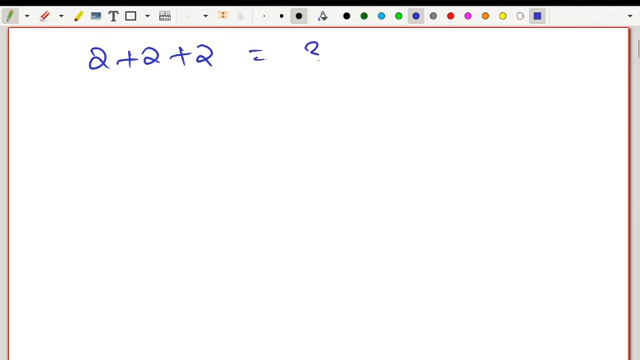 2 + 2 + 2 = ?